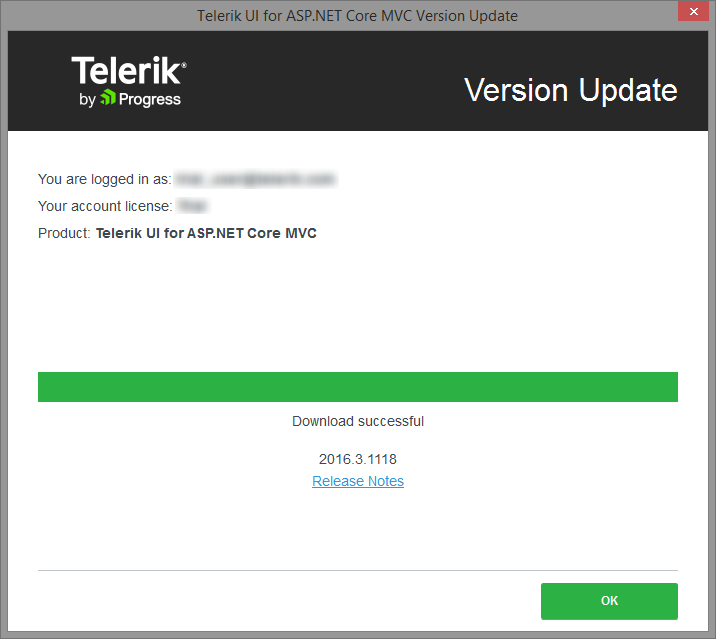 Telerik UI for ASP.NET Core MVC Version Update
Telerik®
by Progress
Version Update
You are logged in as:
Your account license:
Product: Telerik UI for ASP.NET Core MVC
Download successful
2016.3.1118
Release Notes
OK